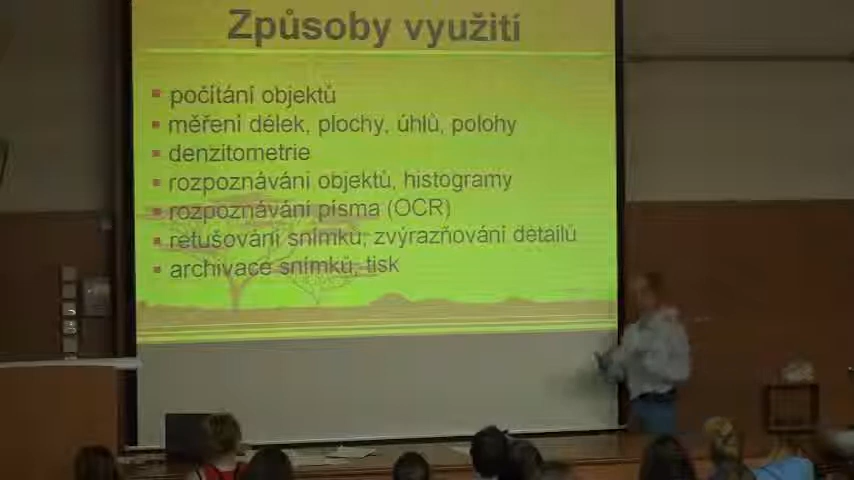 Způsoby využití
počítání objektů
měření délek, plochy, úhlů, polohy
denzitometrie
rozpoznávání objektů, histogramy
rozpoznávání písma (OCR)
retušování snímků, zvýrazňování detailů
archivace snímků, tisk